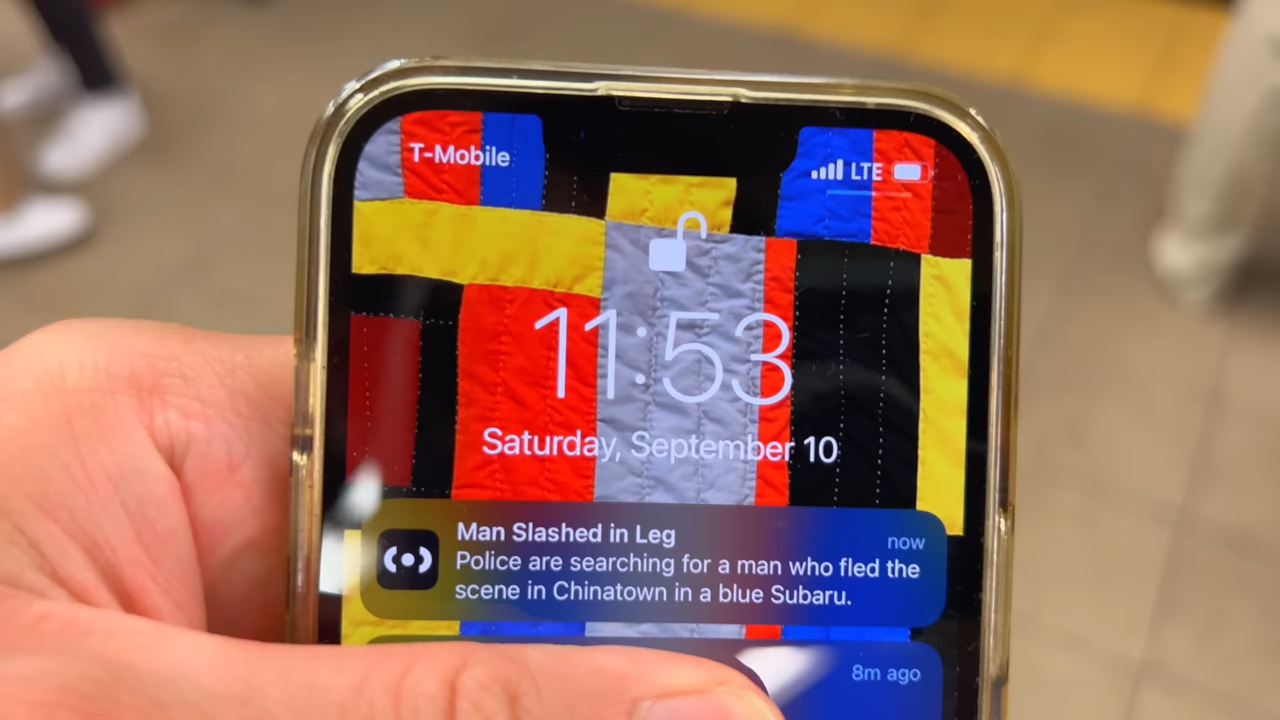 T-Mobile
LTE
11:53
Saturday, September 10
Man Slashed in Leg
now
Police are searching for a man who fled the
scene in Chinatown in a blue Subaru.
8m ago